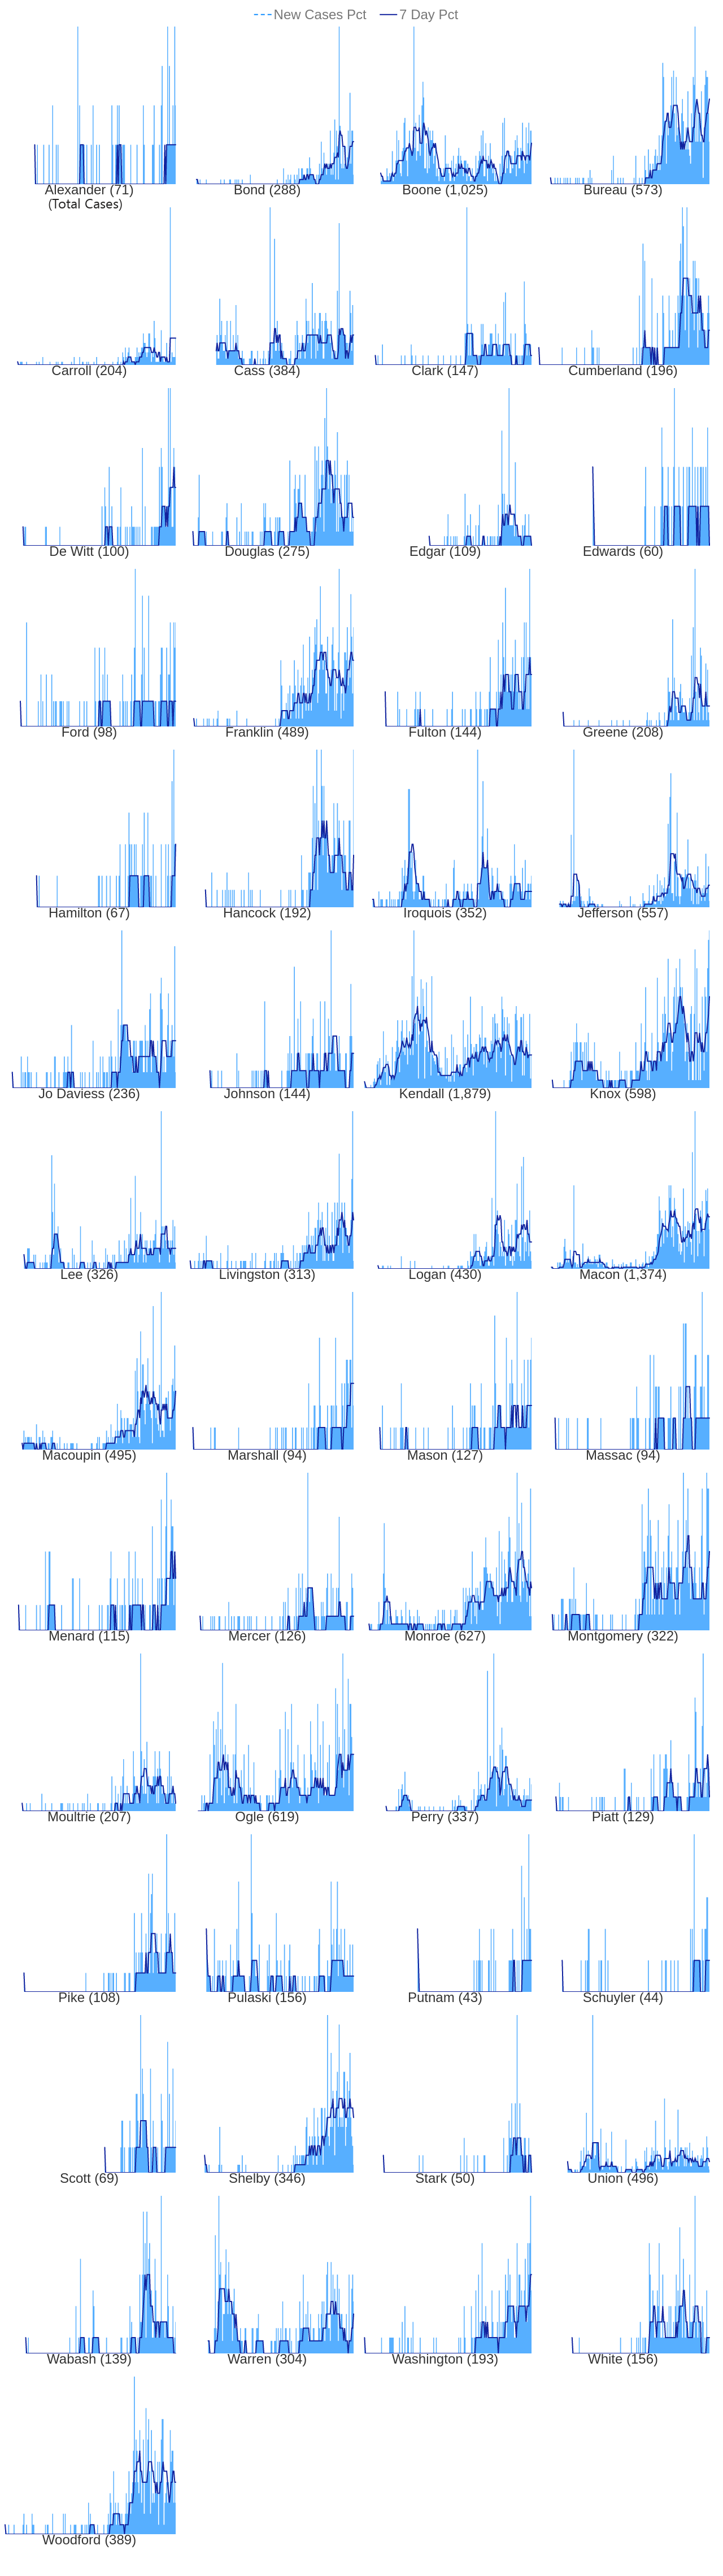 New Cases Pct 7 Day Pct
Alexander (71) Bond (288) Boone (1,025) Bureau (573)
(Total Cases)
Carroll (204) Cass (384) Clark (147) Cumberland (196)
De Witt (100) Douglas (275) Edgar (109) Edwards (60)
Ford (98) Franklin (489) Fulton (144) Greene (208)
Hamilton (67) Hancock (192) Iroquois (352) Jefferson (557)
Jo Daviess (236) Johnson (144) Kendall (1,879) Knox (598)
Lee (326) Livingston (313) Logan (430) Macon (1,374)
Macoupin (495) Marshall (94) Mason (127) Massac (94)
Menard (115) Mercer (126) Monroe (627) Montgomery (322)
Moultrie (207) Ogle (619) Perry (337) Piatt (129)
Pike (108) Pulaski (156) Putnam (43) Schuyler (44)
Scott (69) Shelby (346) Stark (50) Union (496)
Wabash (139) Warren (304) Washington (193) White (156)
Woodford (389)